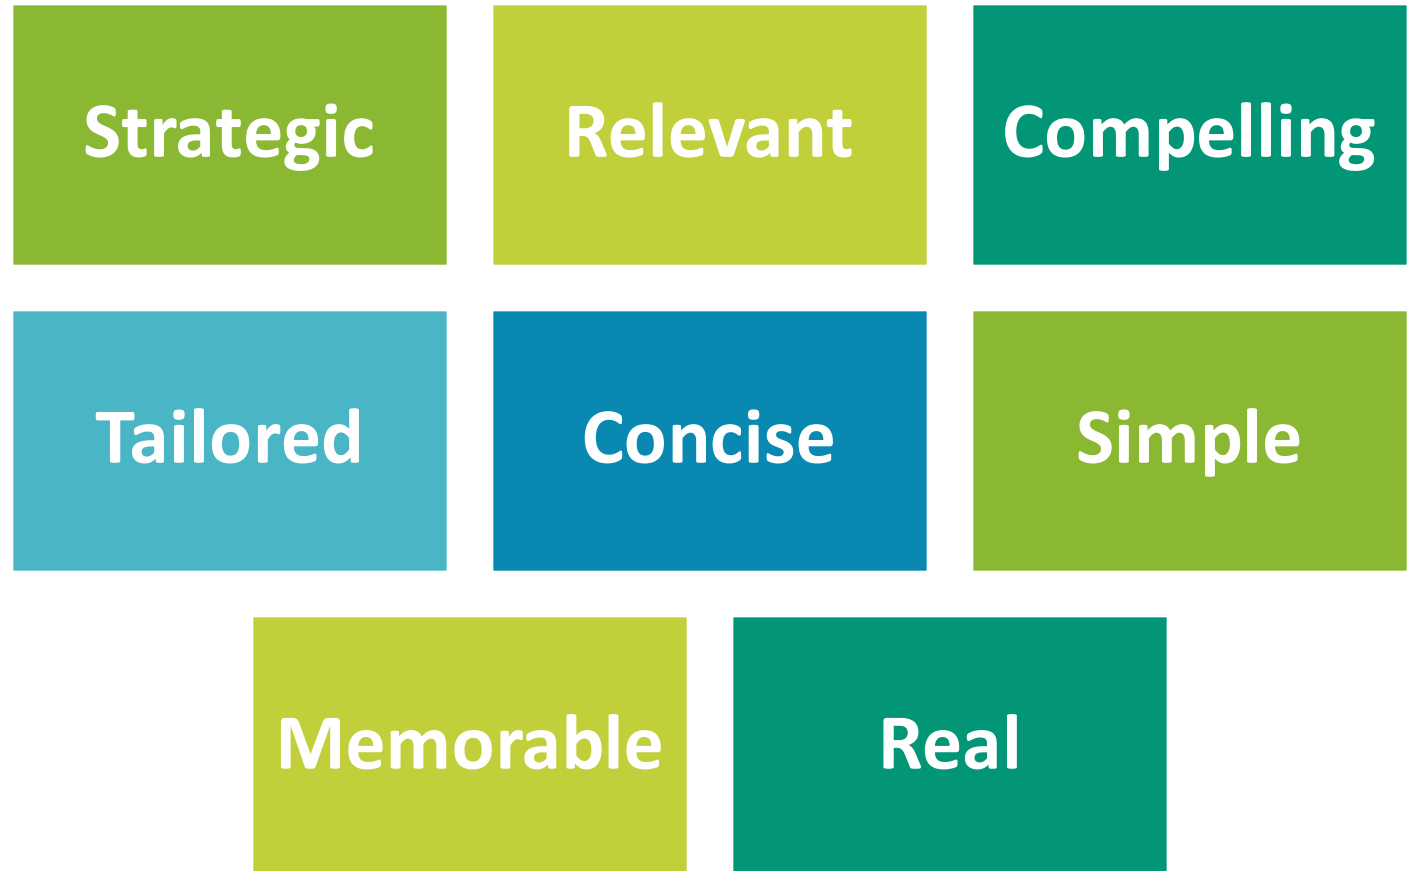 Strategic
Relevant
Compelling
Tailored
Concise
Simple
Memorable
Real